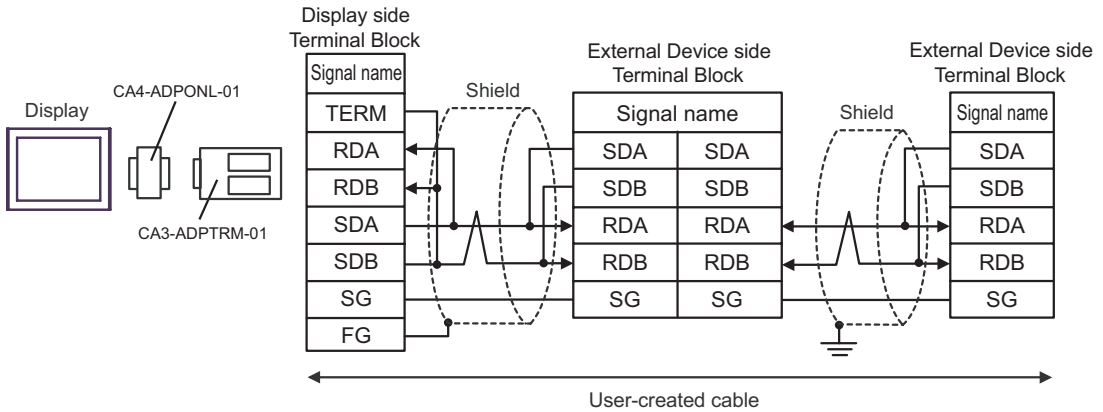 Display side
Terminal Block
External Device side
Terminal Block
External Device side
Terminal Block
Display
CA4-ADPONL-01
CA3-ADPTRM-01
Signal name
TERM
RDA
RDB
SDA
SDB
SG
FG
Shield
Signal name
SDA SDA
SDB SDB
RDA RDA
RDB RDB
SG SG
Shield
Signal name
SDA
SDB
RDA
RDB
SG
User-created cable